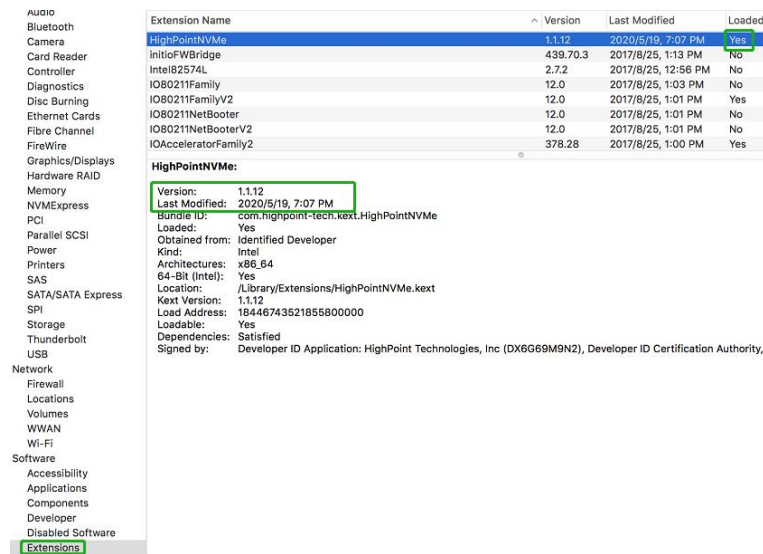 Audio
Bluetooth
Camera
Card Reader
Controller
Diagnostics
Disc Burning
Ethernet Cards
Fibre Channel
FireWire
Graphics/Displays
Hardware RAID
Memory
NVMExpress
PCI
Parallel SCSI
Power
Printers
SAS
SATA/SATA Express
SPI
Storage
Thunderbolt
USB
Network
Firewall
Locations
Volumes
WWAN
Wi-Fi
Software
Accessibility
Applications
Components
Developer
Disabled Software
Extensions
Extension Name Version Last Modified Loaded
HighPointNVMe 1.1.12 2020/5/19, 7:07 PM Yes
initioFWBridge 439.70.3 2017/8/25, 1:13 PM No
Intel82574L 2.7.2 2017/8/25, 12:56 PM No
IO80211Family 12.0 2017/8/25, 1:03 PM No
IO80211FamilyV2 12.0 2017/8/25, 1:01 PM Yes
IO80211NetBooter 12.0 2017/8/25, 1:01 PM No
IO80211NetBooterV2 12.0 2017/8/25, 1:01 PM No
IOAcceleratorFamily2 378.28 2017/8/25, 1:00 PM Yes
HighPointNVMe:
Version: 1.1.12
Last Modified: 2020/5/19, 7:07 PM
Bundle ID: com.highpoint-tech.kext.HighPointNVMe
Loaded: Yes
Obtained from: Identified Developer
Kind: Intel
Architectures: x86_64
64-Bit (Intel): Yes
Location: /Library/Extensions/HighPointNVMe.kext
Kext Version: 1.1.12
Load Address: 18446743521855800000
Loadable: Yes
Dependencies: Satisfied
Signed by: Developer ID Application: HighPoint Technologies, Inc (DX6G69M9N2), Developer ID Certification Authority,